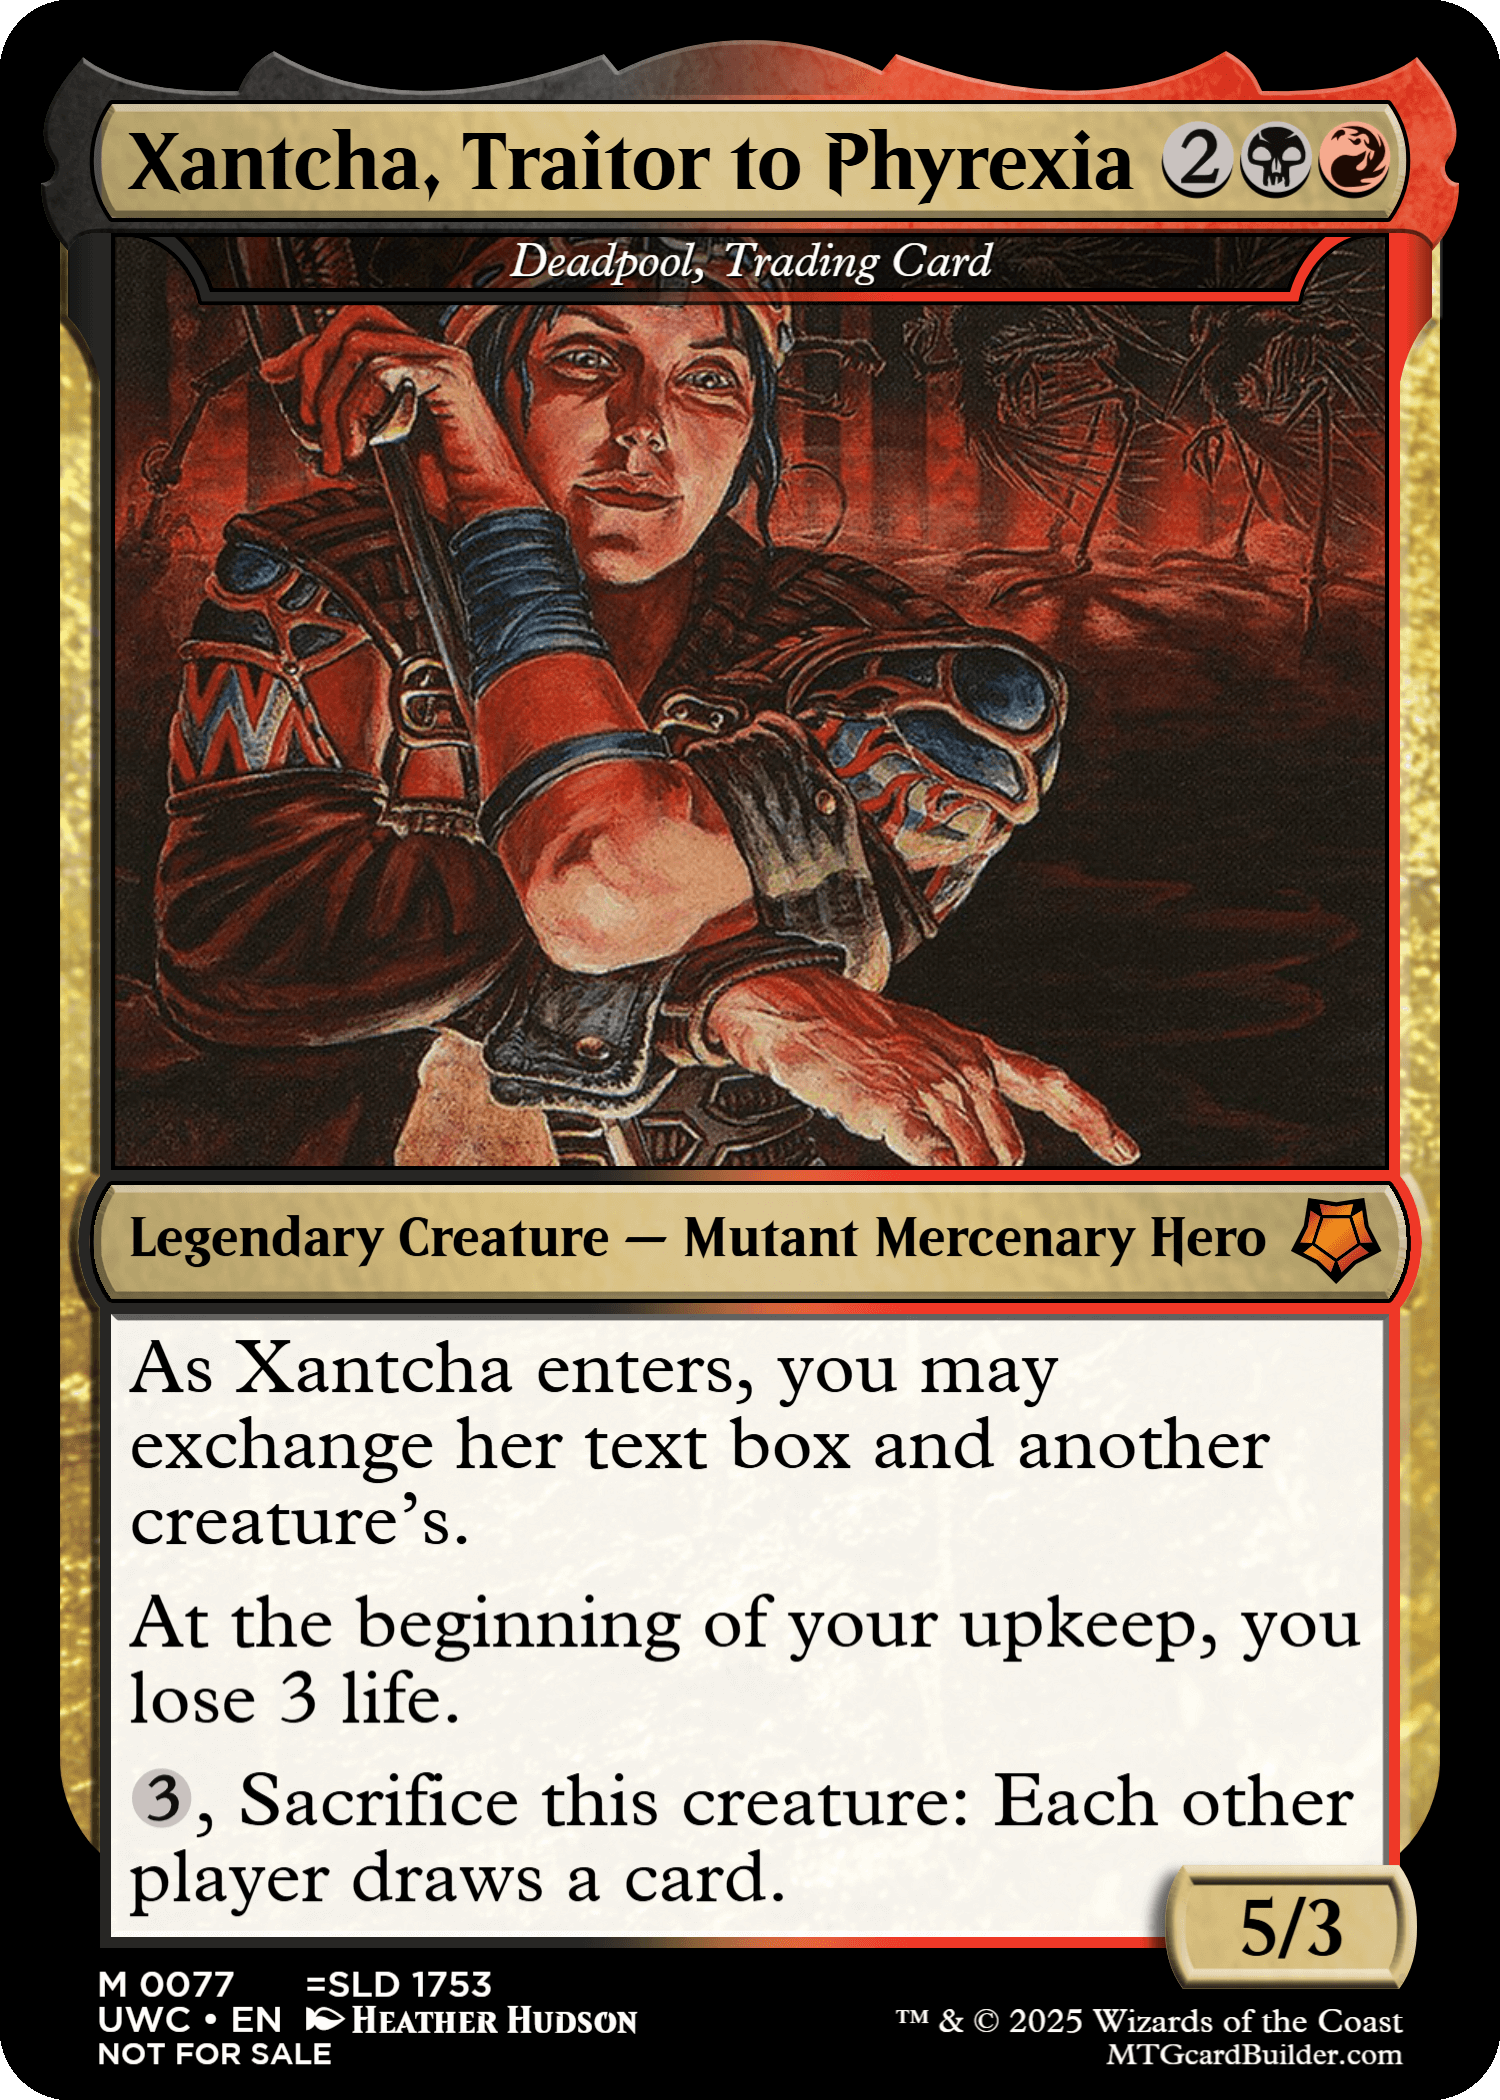 Xantcha, Traitor to Phyrexia 2
Deadpool, Trading Card
Legendary Creature — Mutant Mercenary Hero
As Xantcha enters, you may
exchange her text box and another
creature's.
At the beginning of your upkeep, you
lose 3 life.
3, Sacrifice this creature: Each other
player draws a card.
5/3
M 0077 =SLD 1753
UWC • EN Heather Hudson
™ & © 2025 Wizards of the Coast
NOT FOR SALE
MTGcardBuilder.com